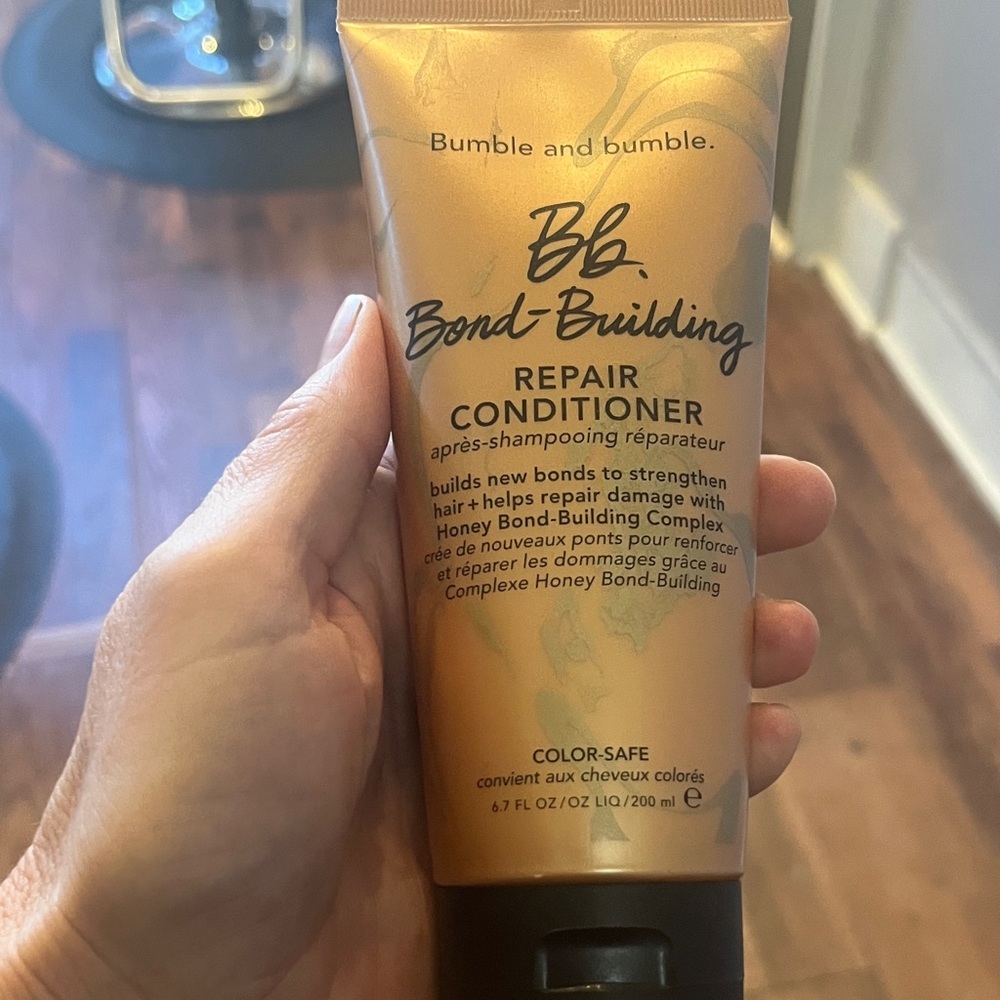 Bumble and bumble.
Bb.
Bond-Building
REPAIR
CONDITIONER
après-shampooing réparateur
builds new bonds to strengthen
hair + helps repair damage with
Honey Bond-Building Complex
crée de nouveaux ponts pour renforcer
et réparer les dommages grâce au
Complexe Honey Bond-Building
COLOR-SAFE
convient aux cheveux colorés
6.7 FL OZ/OZ LIQ/200 ml ℮